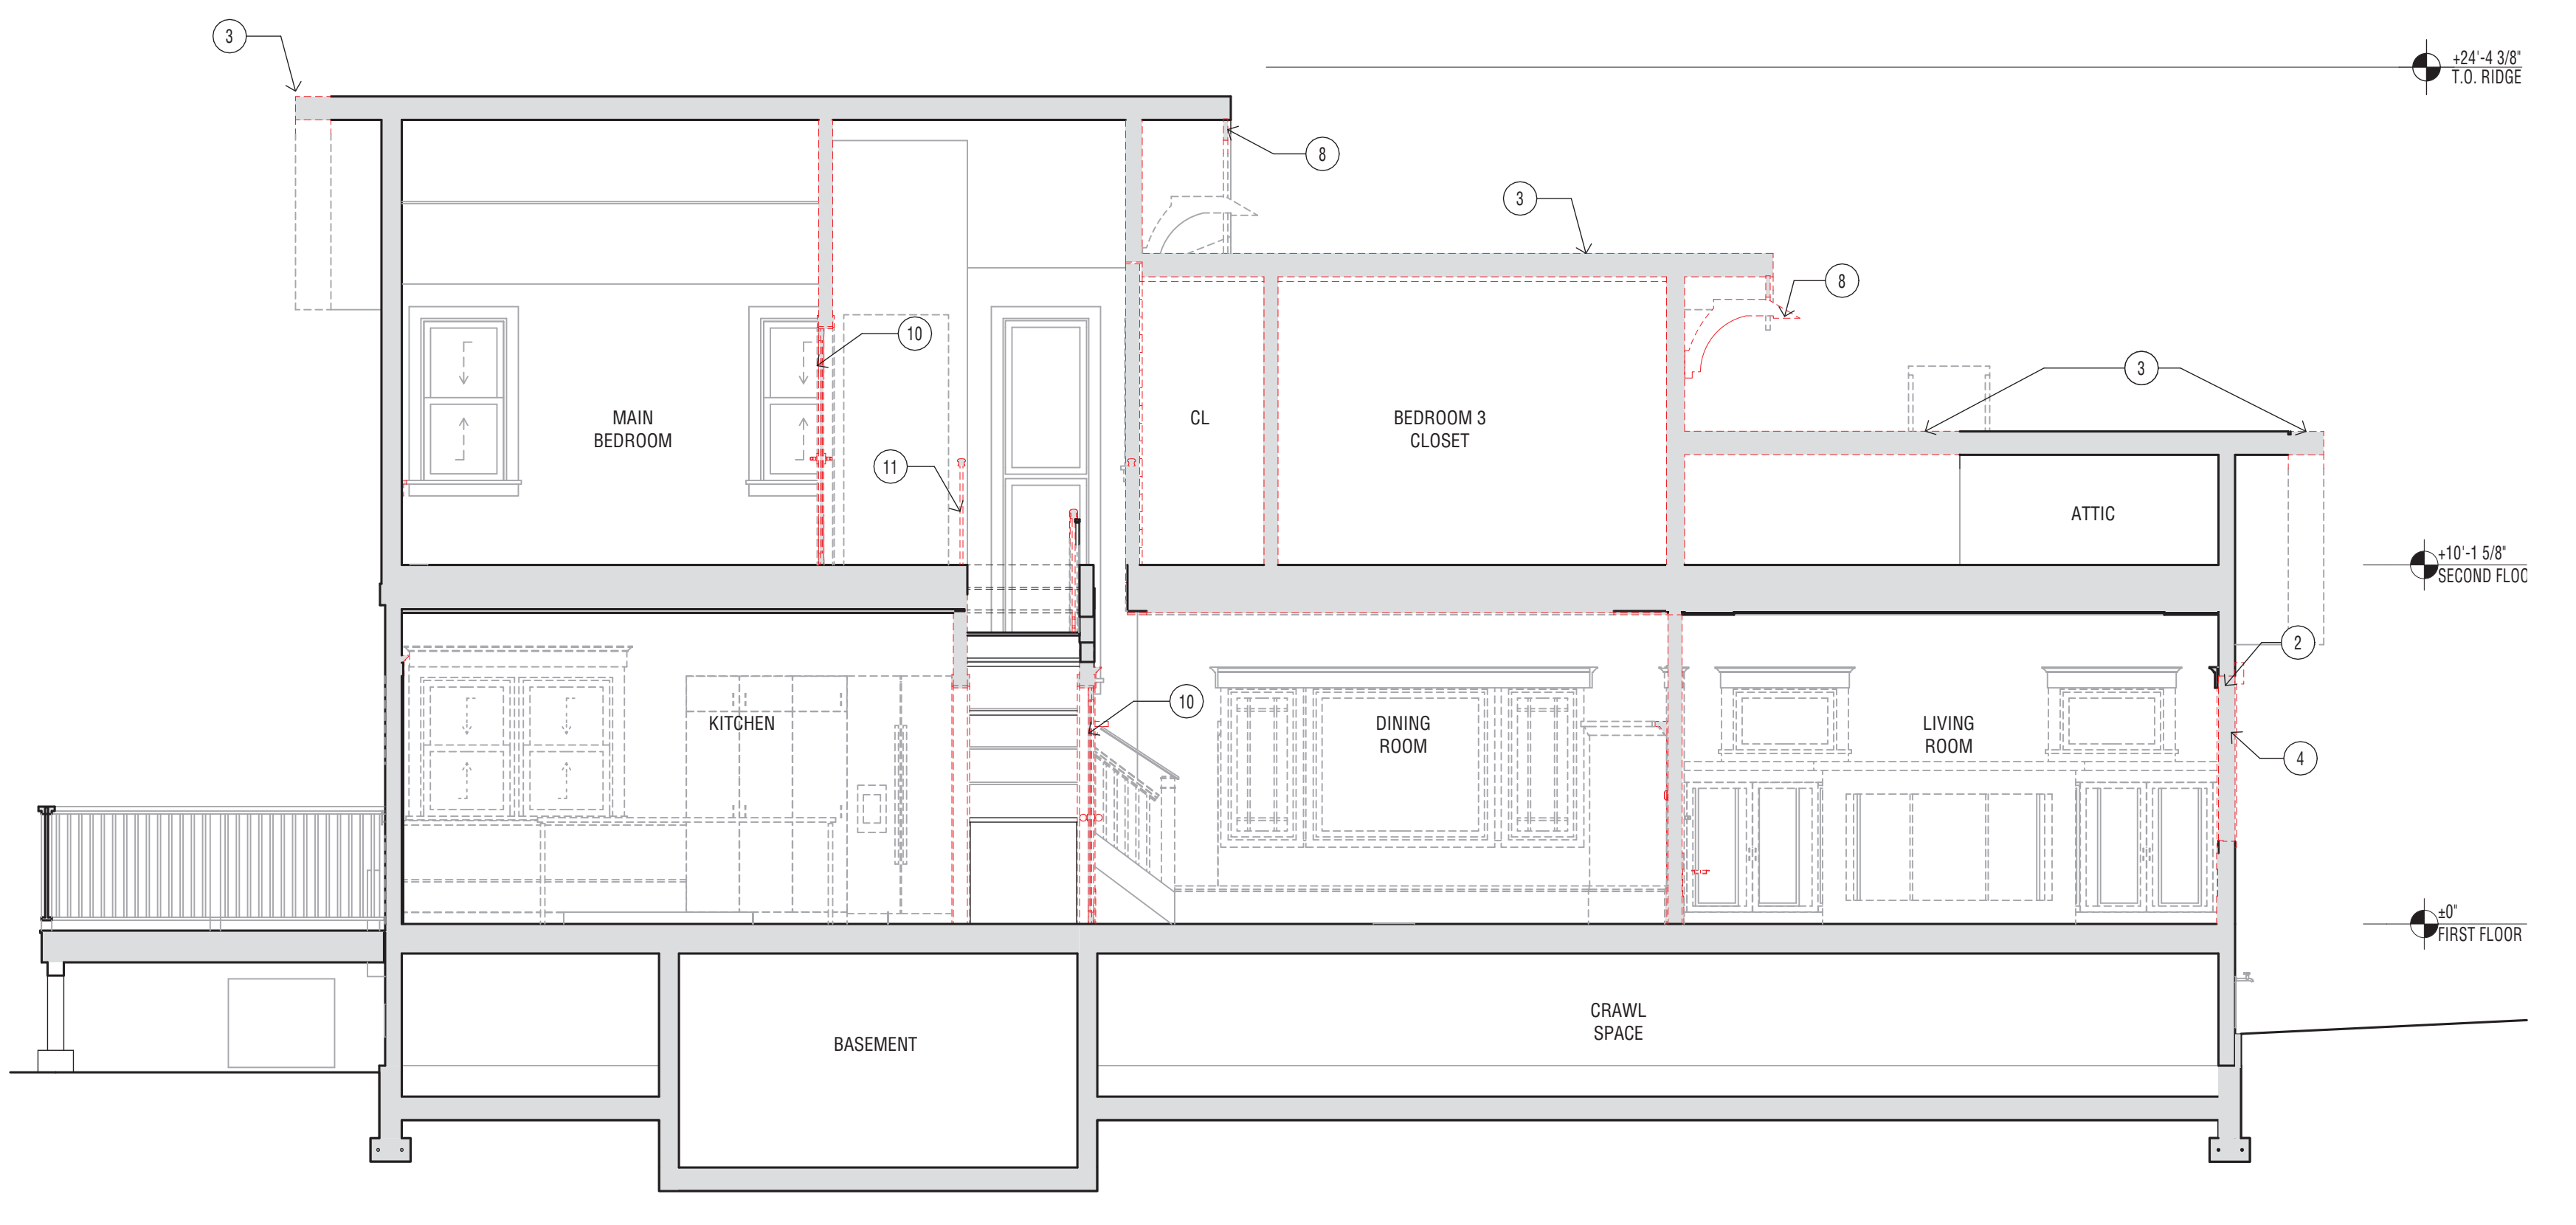 3
+24'-4 3/8"
T.O. RIDGE
8
3
8
10
3
MAIN
BEDROOM
CL
BEDROOM 3
CLOSET
11
ATTIC
+10'-1 5/8"
SECOND FLOO
2
10
KITCHEN
DINING
ROOM
LIVING
ROOM
4
±0"
FIRST FLOOR
CRAWL
SPACE
BASEMENT